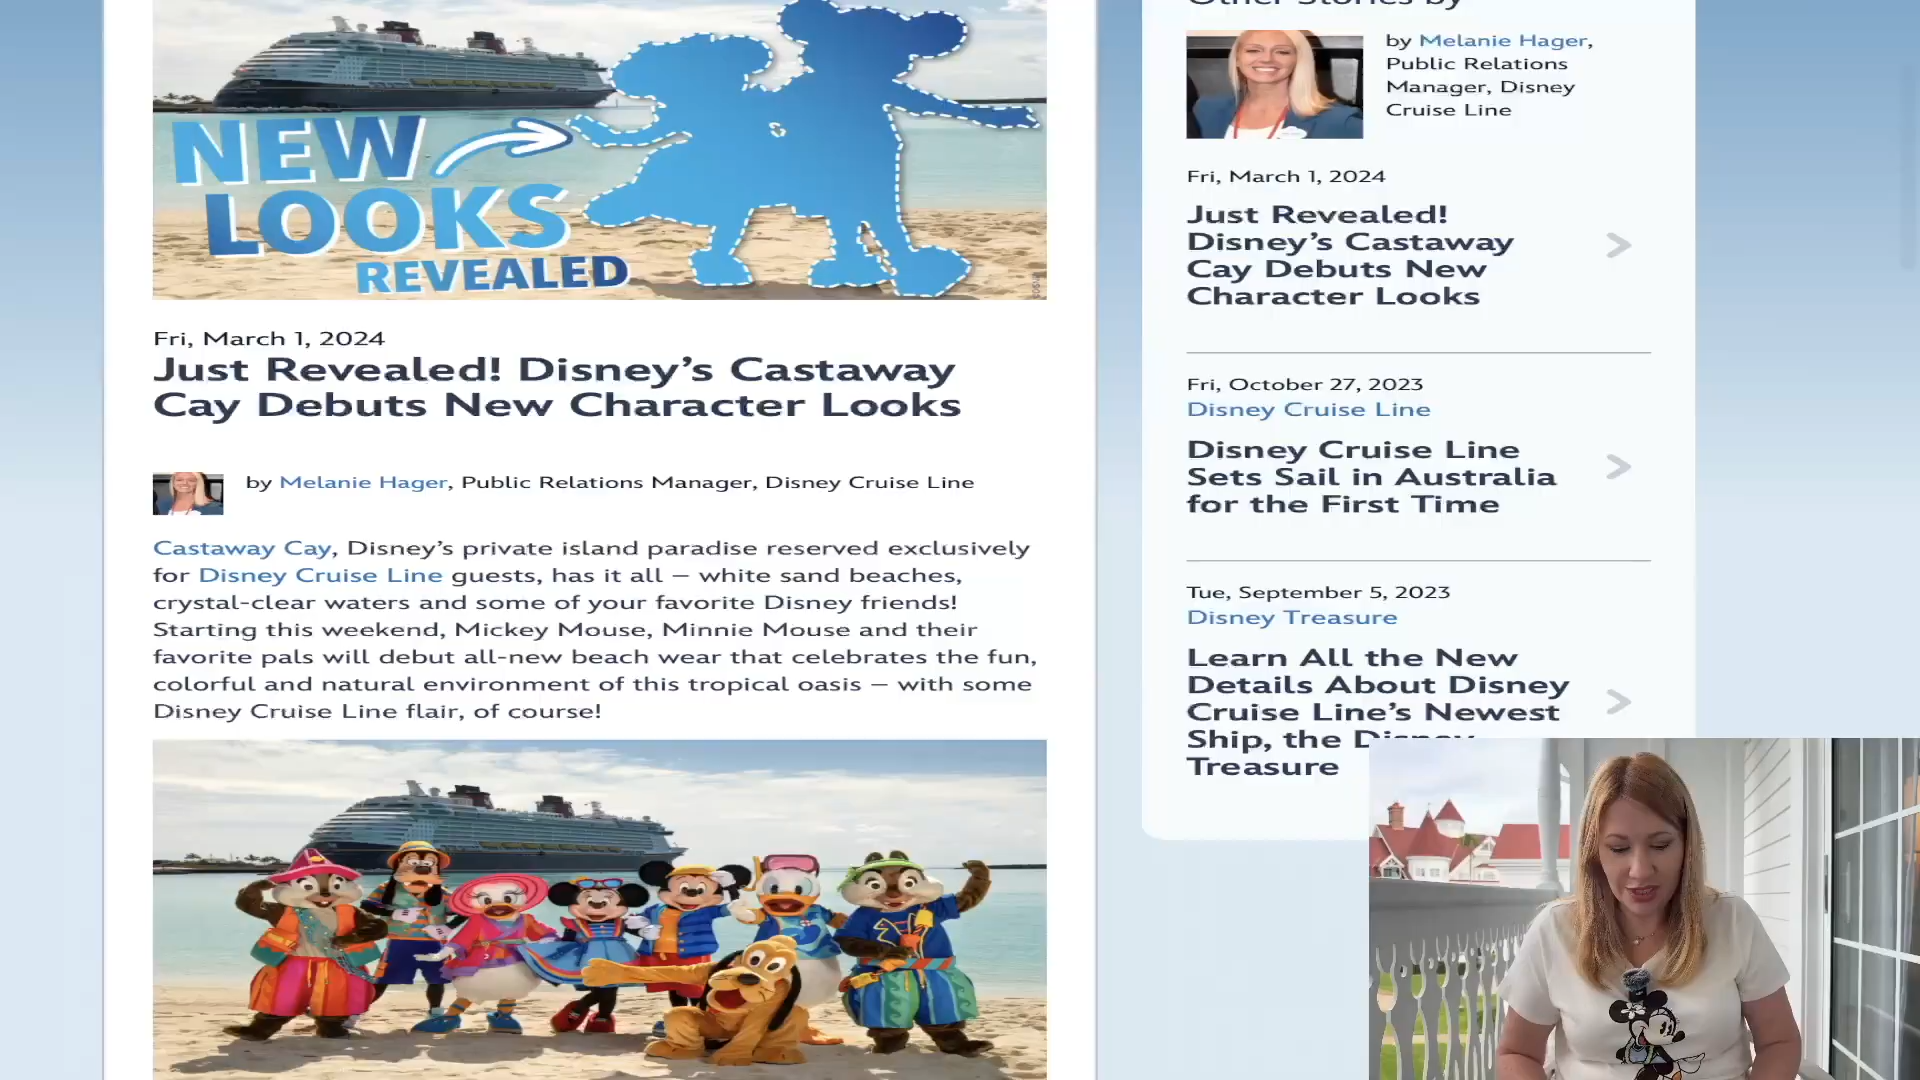 NEW
LOOKS
REVEALED
Fri, March 1, 2024
Just Revealed! Disney’s Castaway
Cay Debuts New Character Looks
by Melanie Hager, Public Relations Manager, Disney Cruise Line
Castaway Cay, Disney’s private island paradise reserved exclusively
for Disney Cruise Line guests, has it all – white sand beaches,
crystal-clear waters and some of your favorite Disney friends!
Starting this weekend, Mickey Mouse, Minnie Mouse and their
favorite pals will debut all-new beach wear that celebrates the fun,
colorful and natural environment of this tropical oasis – with some
Disney Cruise Line flair, of course!
Other Stories by
by Melanie Hager,
Public Relations
Manager, Disney
Cruise Line
Fri, March 1, 2024
Just Revealed!
Disney’s Castaway
Cay Debuts New
Character Looks
Fri, October 27, 2023
Disney Cruise Line
Disney Cruise Line
Sets Sail in Australia
for the First Time
Tue, September 5, 2023
Disney Treasure
Learn All the New
Details About Disney
Cruise Line’s Newest
Ship, the Disney
Treasure